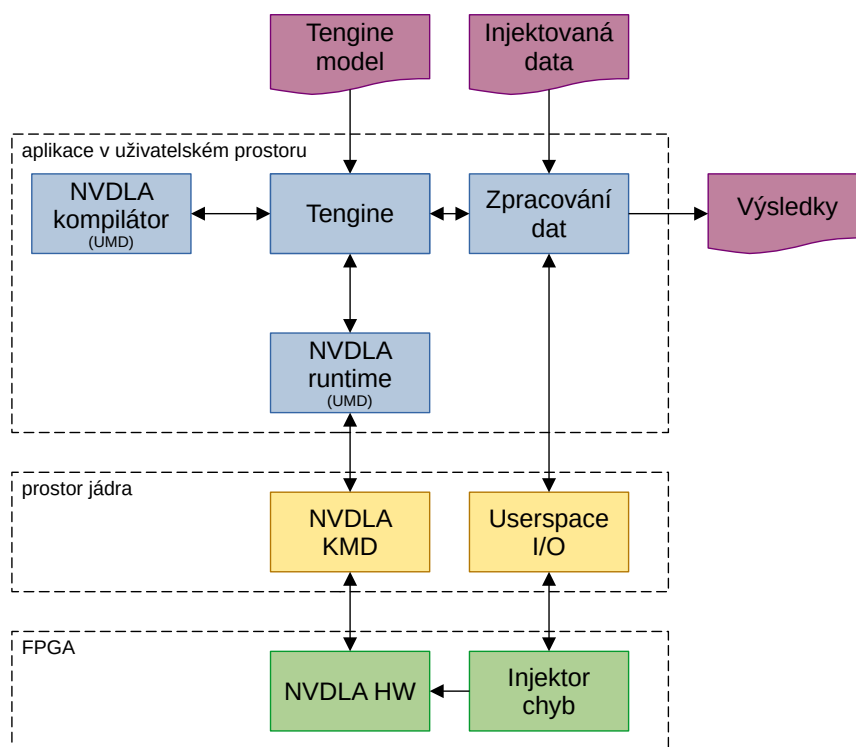 Tengine
model
Injektovaná
data
aplikace v uživatelském prostoru
NVDLA
kompilátor
(UMD)
Tengine
Zpracování
dat
Výsledky
NVDLA
runtime
(UMD)
prostor jádra
NVDLA
KMD
Userspace
I/O
FPGA
NVDLA HW
Injektor
chyb